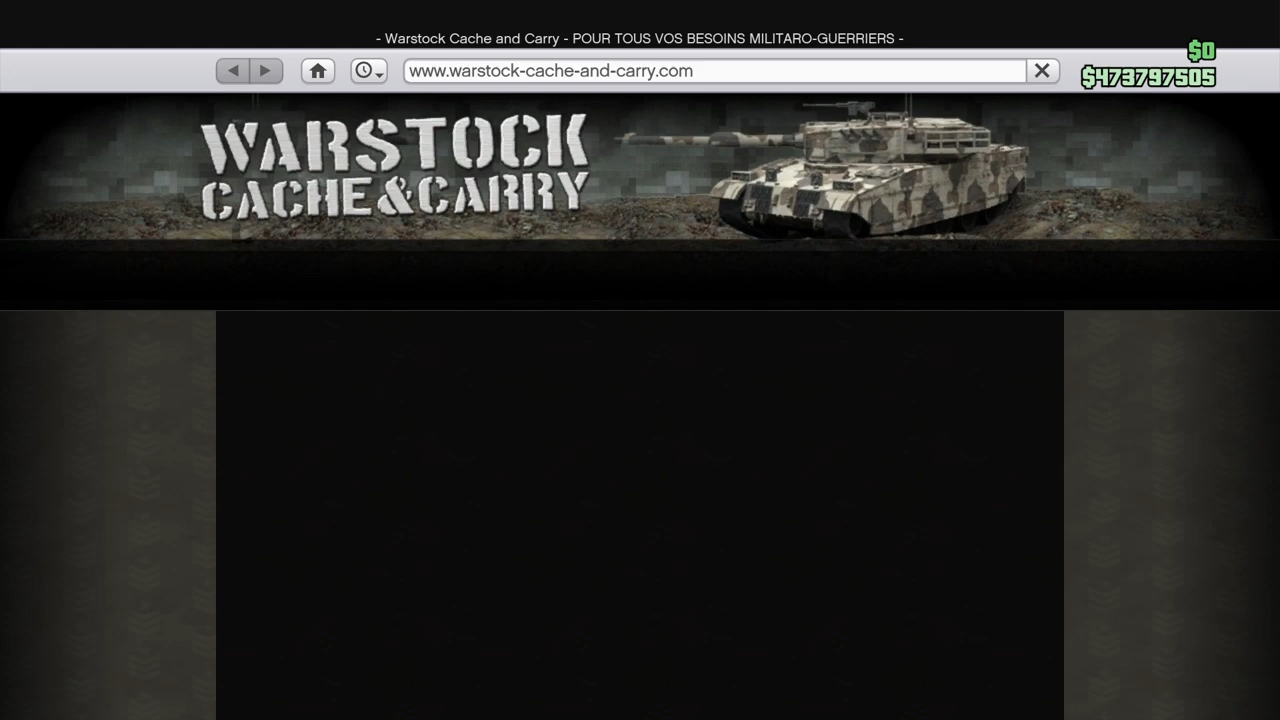 - Warstock Cache and Carry - POUR TOUS VOS BESOINS MILITARO-GUERRIERS -
$0
www.warstock-cache-and-carry.com
$473797505
WARSTOCK
CACHE&CARRY